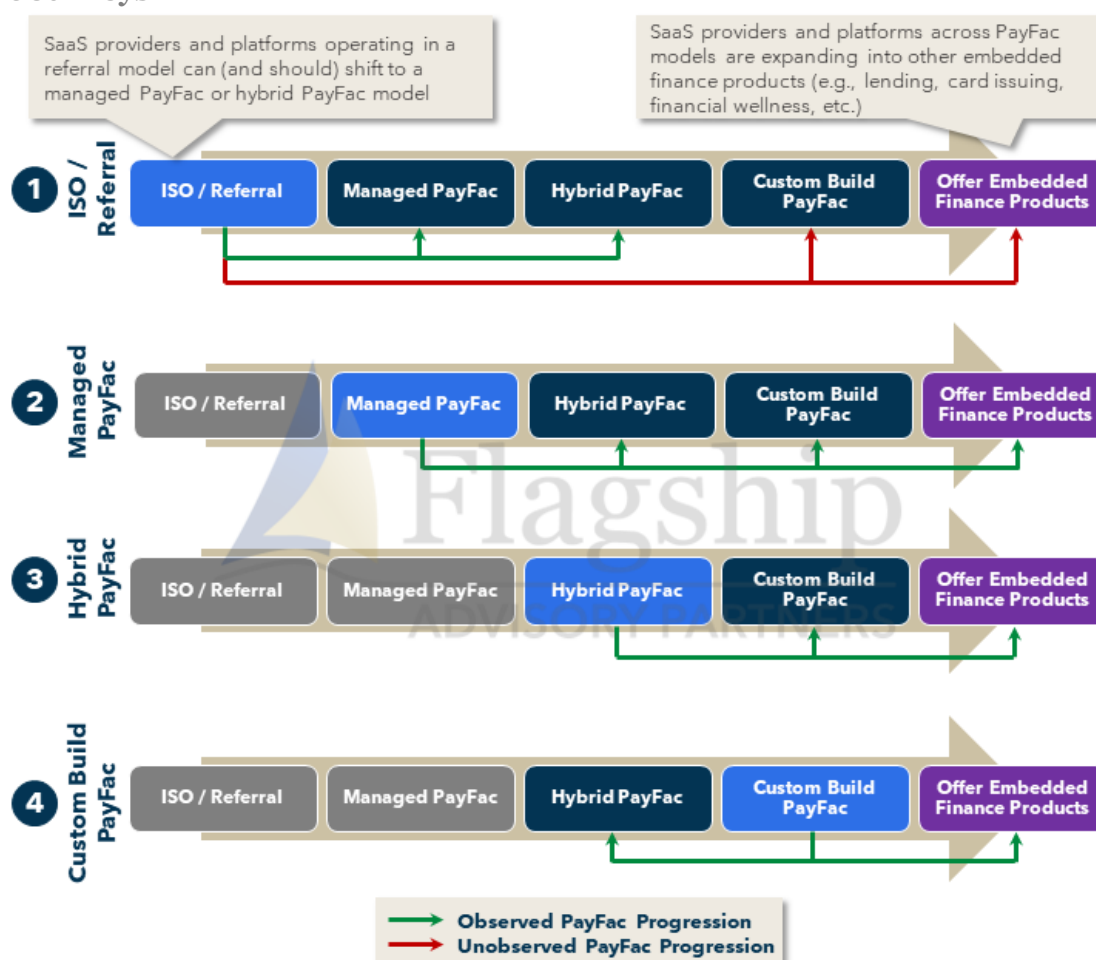 SaaS providers and platforms operating in a
referral model can (and should) shift to a
managed PayFac or hybrid PayFac model
SaaS providers and platforms across PayFac
models are expanding into other embedded
finance products (e.g., lending, card issuing,
financial wellness, etc.)
1
ISO /
Referral
ISO / Referral
Managed PayFac
Hybrid PayFac
Custom Build
PayFac
Offer Embedded
Finance Products
2
Managed
PayFac
ISO / Referral
Managed PayFac
Hybrid PayFac
Custom Build
PayFac
Offer Embedded
Finance Products
Flagship
ADVISORY PARTNERS
3
Hybrid
PayFac
ISO / Referral
Managed PayFac
Hybrid PayFac
Custom Build
PayFac
Offer Embedded
Finance Products
4
Custom Build
PayFac
ISO / Referral
Managed PayFac
Hybrid PayFac
Custom Build
PayFac
Offer Embedded
Finance Products
Observed PayFac Progression
Unobserved PayFac Progression